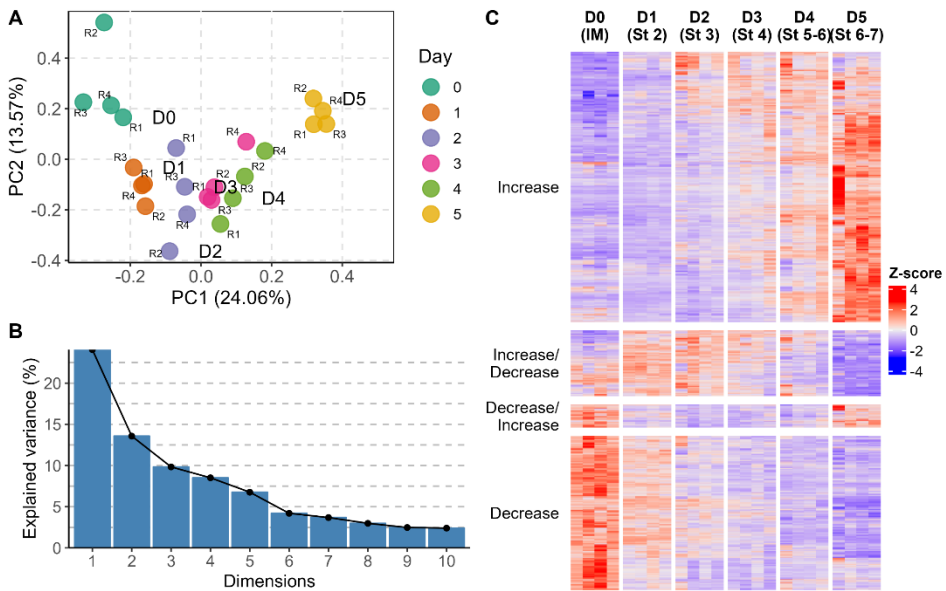 A
PC2 (13.57%)
0.4
0.2
0.0
-0.2
-0.4
R2
R4
R3
R1
D0
R3
R1
R4
R2
D1
R1
R3
R4
R2
D2
R4
R2
R1
R3
D3
R4
R2
R3
R1
D4
R2
R4
R1
R3
D5
-0.2
0.0
0.2
0.4
PC1 (24.06%)
Day
0
1
2
3
4
5
B
Explained variance (%)
20
15
10
5
0
1 2 3 4 5 6 7 8 9 10
Dimensions
C
D0 D1 D2 D3 D4 D5
(IM) (St 2) (St 3) (St 4) (St 5-6) (St 6-7)
Increase
Increase/
Decrease
Decrease/
Increase
Decrease
Z-score
4
2
0
-2
-4